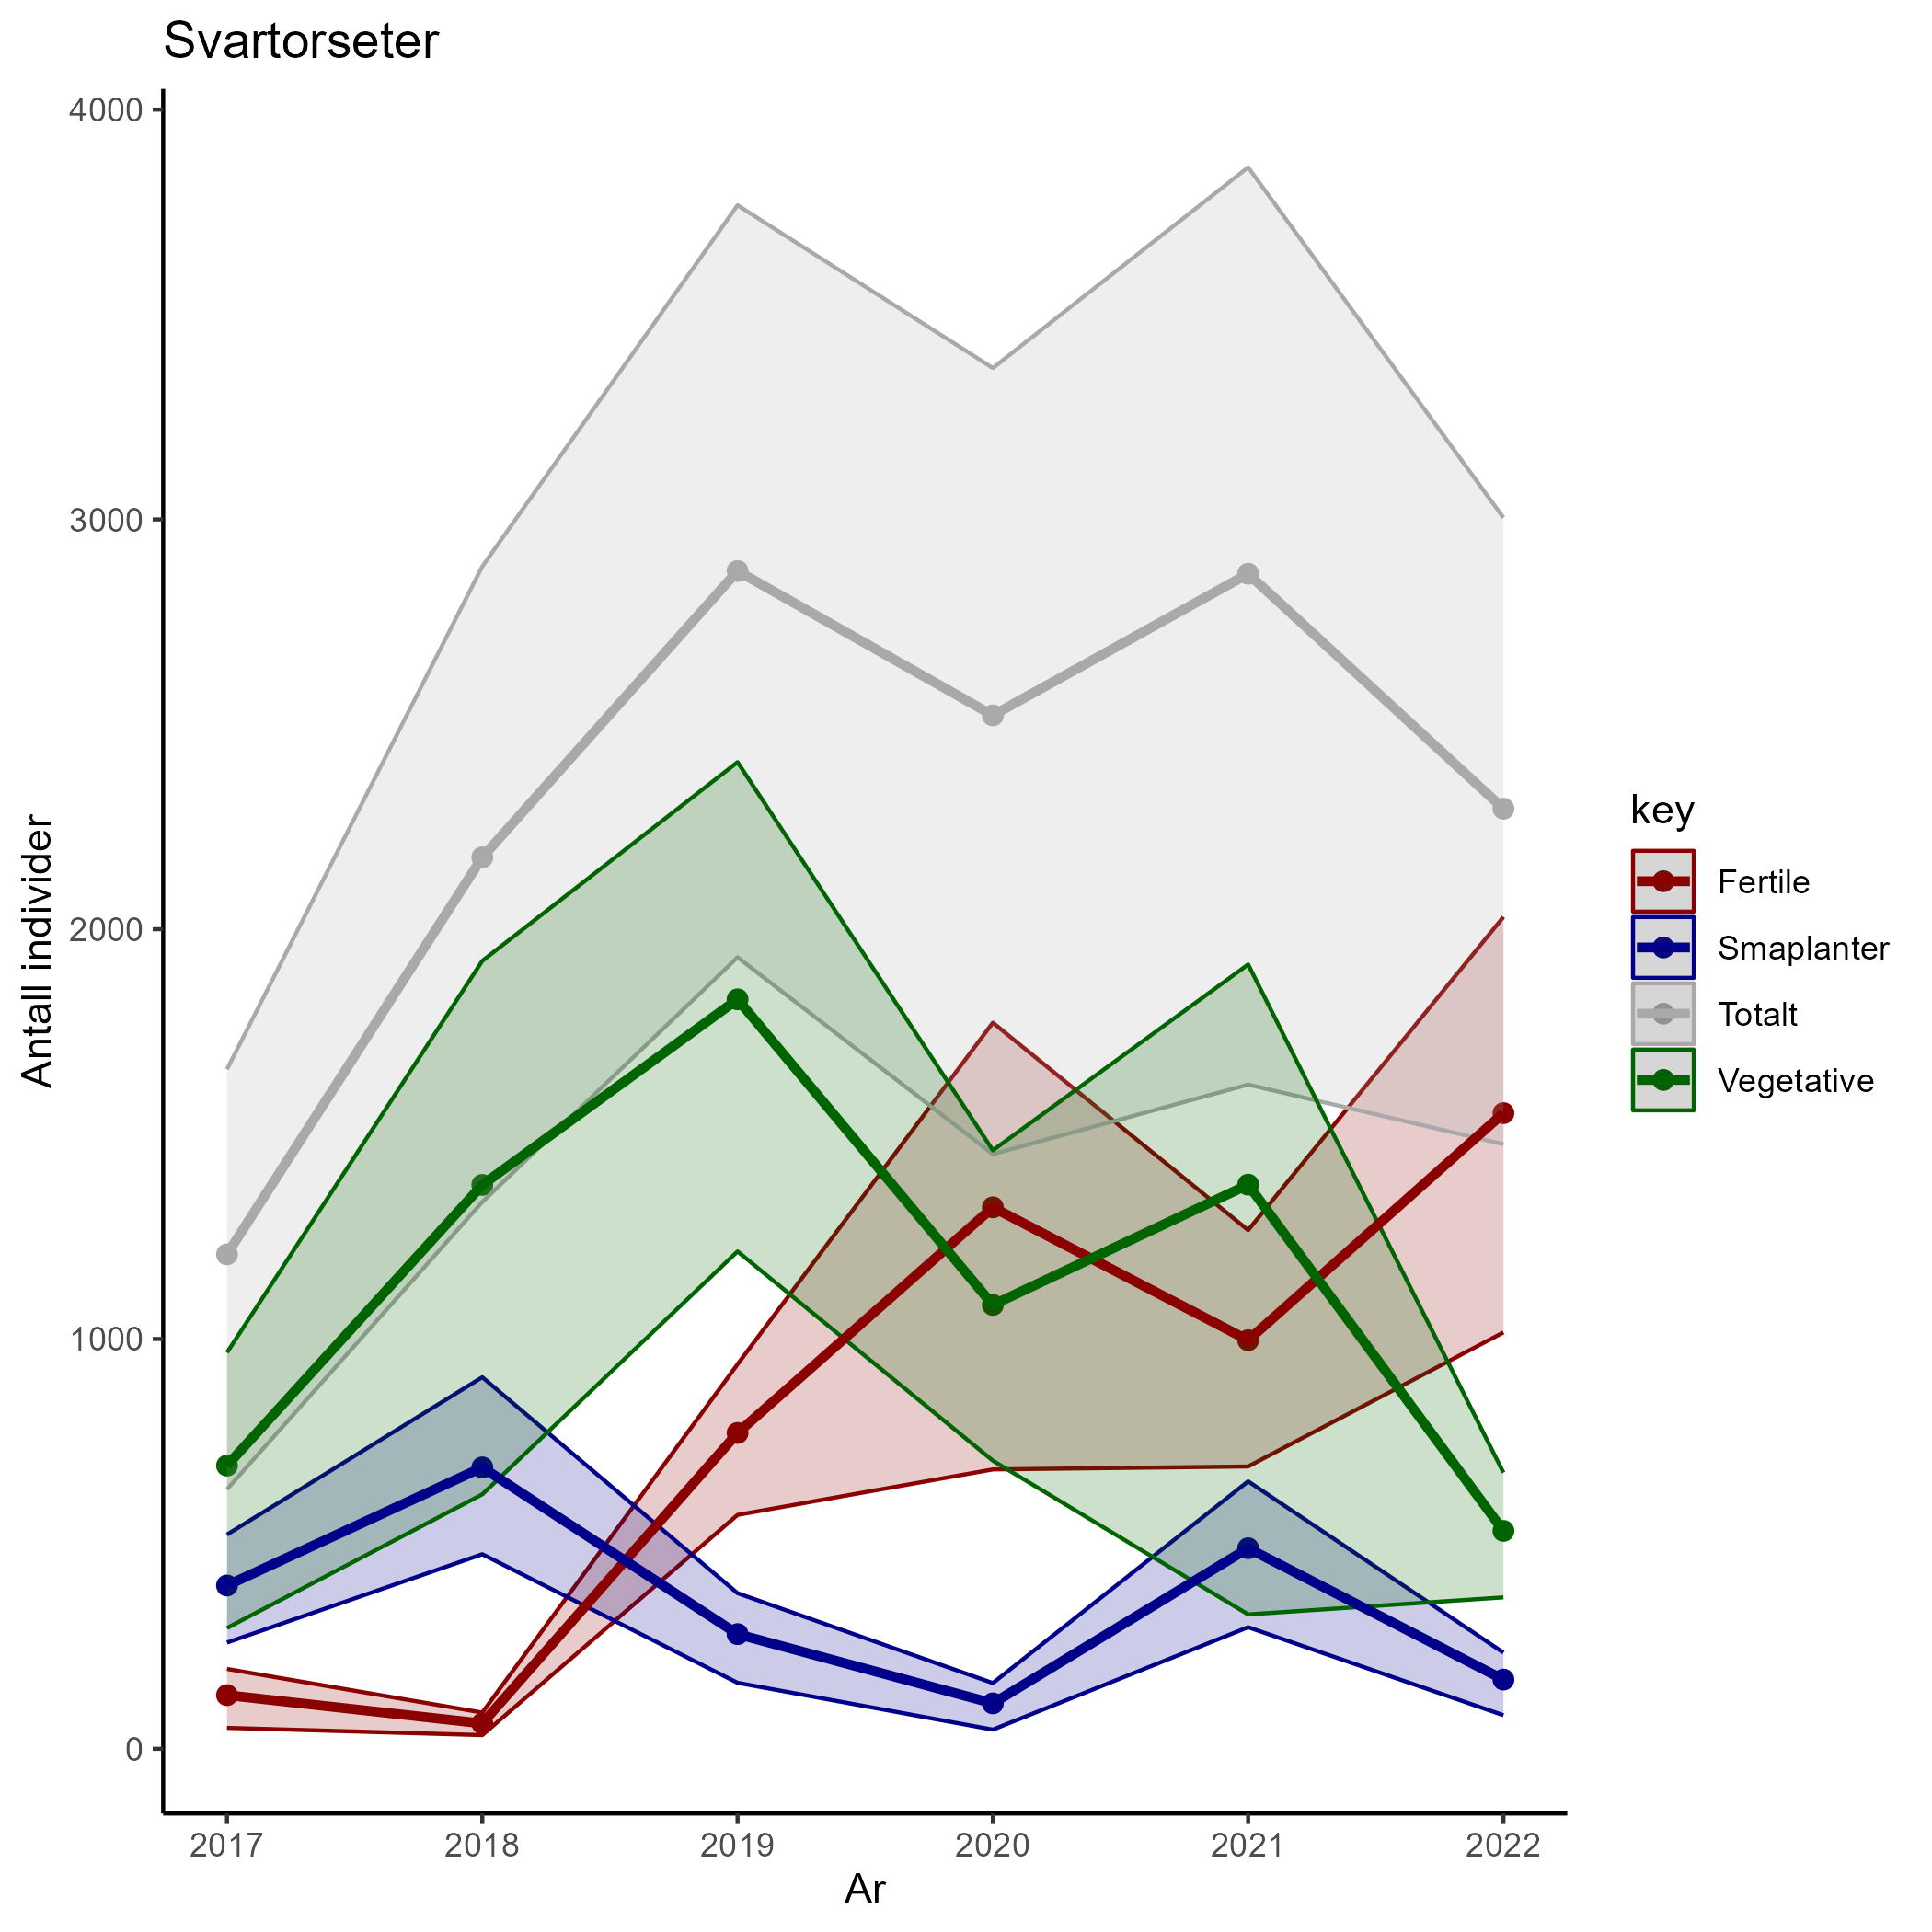 Svartorseter
Antall individer
4000
3000
2000
1000
0
2017 2018 2019 2020 2021 2022
Ar
key
Fertile
Smaplanter
Totalt
Vegetative